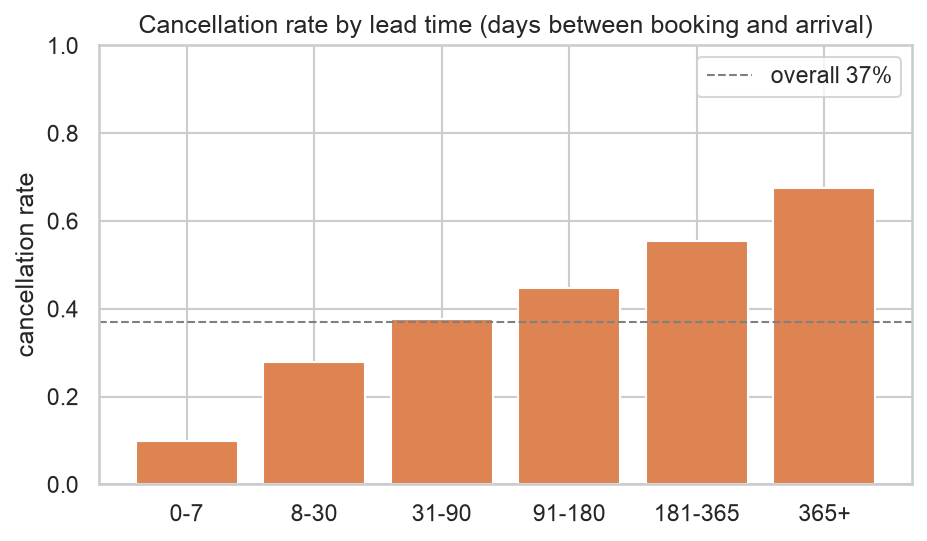 Cancellation rate by lead time (days between booking and arrival)
overall 37%
cancellation rate
1.0
0.8
0.6
0.4
0.2
0.0
0-7 8-30 31-90 91-180 181-365 365+